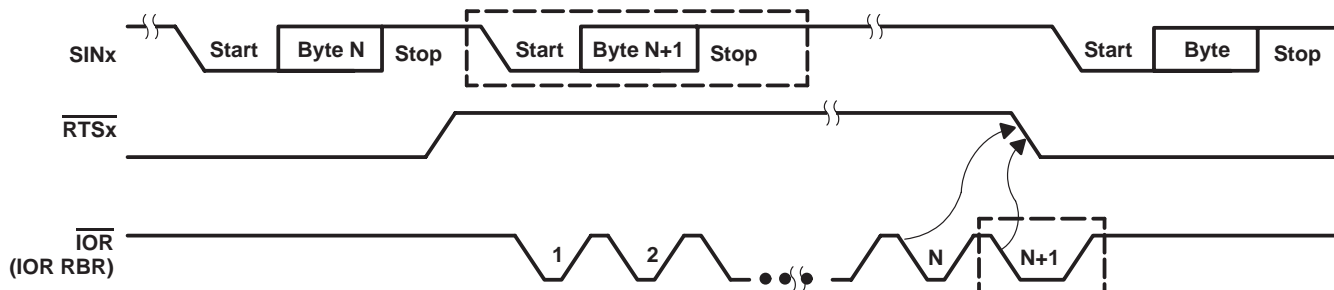 SINx Start Byte N Stop Start Byte N+1 Stop Start Byte Stop
RTSx
IOR 1 2 N N+1
(IOR RBR)